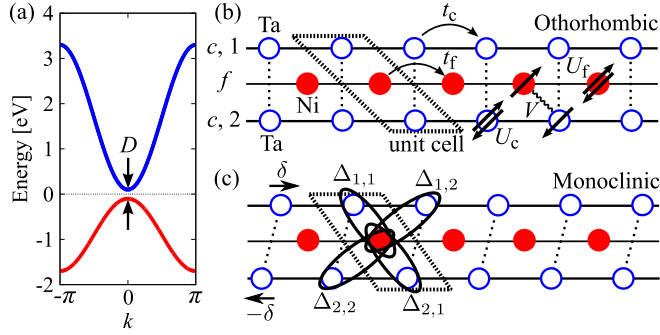 (a)
Energy [eV]
4
3
2
1
0
-1
-2
D
-π
0
π
k
(b)
Ta
t_c
Othorhombic
c, 1
f
t_f
U_f
Ni
V
c, 2
unit cell
U_c
Ta
(c)
δ
Δ_{1,1}
Δ_{1,2}
Monoclinic
-δ
Δ_{2,2}
Δ_{2,1}